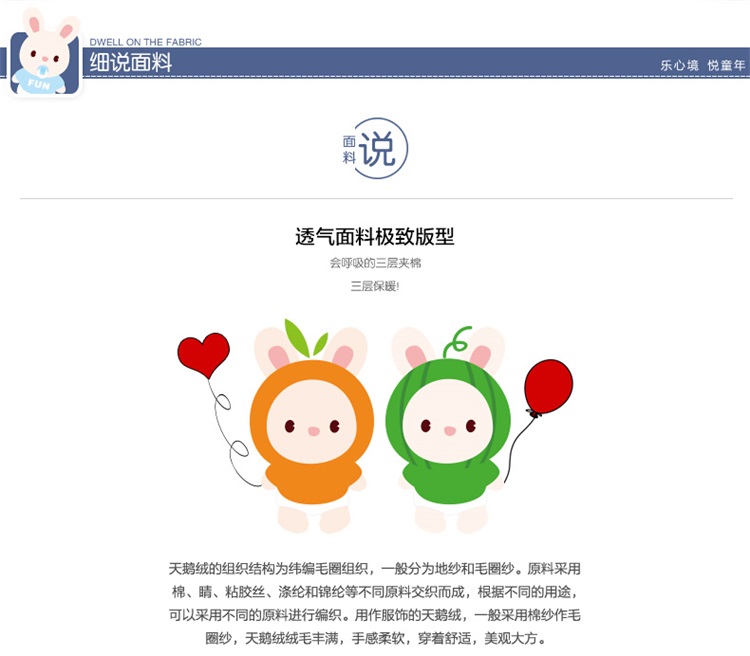 DWELL ON THE FABRIC
细说面料
FUN
乐心境 悦童年
面料
说
透气面料极致版型
会呼吸的三层夹棉
三层保暖!
天鹅绒的组织结构为纬编毛圈组织，一般分为地纱和毛圈纱。原料采用
棉、睛、粘胶丝、涤纶和锦纶等不同原料交织而成，根据不同的用途，
可以采用不同的原料进行编织。用作服饰的天鹅绒，一般采用棉纱作毛
圈纱，天鹅绒绒毛丰满，手感柔软，穿着舒适，美观大方。